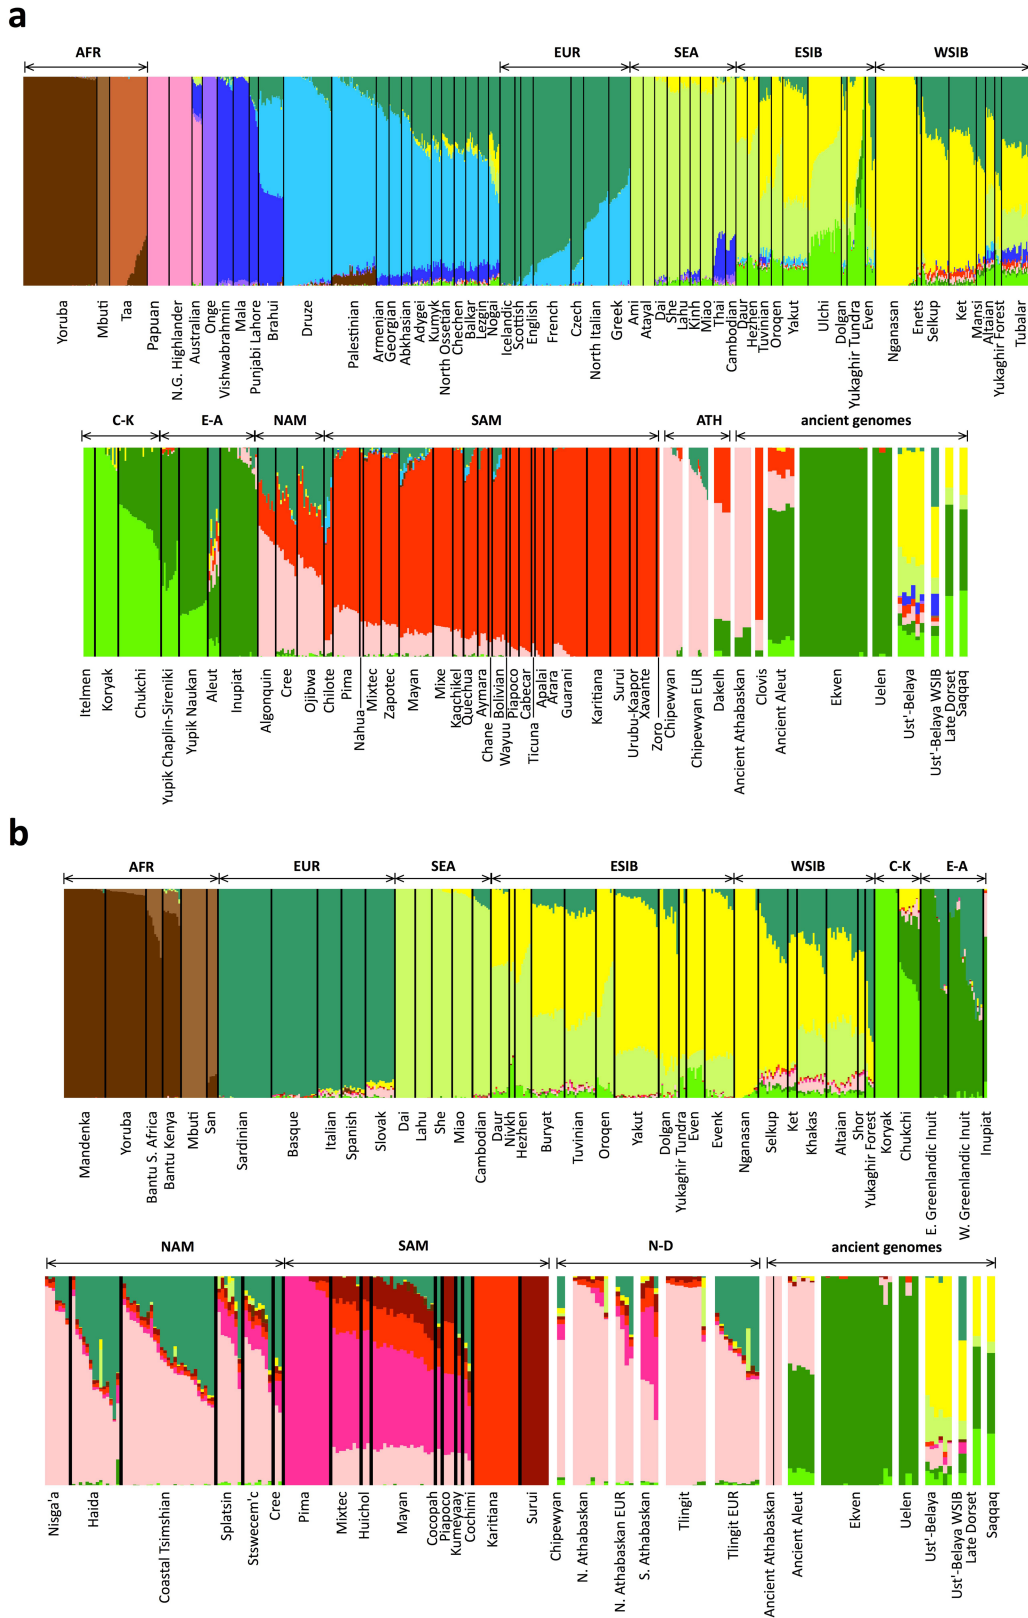 a
AFR EUR SEA ESIB WSIB
Yoruba Mbuti Taa Papuan N.G. Highlander Australian Onge Vishwabrahmin Mala Punjabi Lahore Brahui Druze Palestinian Armenian Georgian Abkhasian Adygei Kumyk North Ossetian Chechen Balkar Lezgin Nogai Icelandic Scottish English French Czech North Italian Greek Ami Atayal Dai She Lahu Kinh Miao Thai Cambodian Daur Hezhen Tuvinian Oroqen Yakut Ulchi Dolgan Yukaghir Tundra Even Nganasan Enets Selkup Ket Mansi Altaian Yukaghir Forest Tubalar
C-K E-A NAM SAM ATH ancient genomes
Itelmen Koryak Chukchi Yupik Chaplin-Sireniki Yupik Naukan Aleut Inupiat Algonquin Cree Ojibwa Chilote Pima Nahua Mixtec Zapotec Mayan Mixe Kaqchikel Quechua Aymara Chane Bolivian Wayuu Piapoco Cabecar Ticuna Apalai Arara Guarani Karitiana Surui Urubu-Kaapor Xavante Zoro Chipewyan Chipewyan EUR Dakelh Ancient Athabaskan Clovis Ancient Aleut Ekven Uelen Ust'-Belaya Ust'-Belaya WSIB Late Dorset Saqqaq
b
AFR EUR SEA ESIB WSIB C-K E-A
Mandenka Yoruba Bantu S. Africa Bantu Kenya Mbuti San Sardinian Basque Italian Spanish Slovak Dai Lahu She Miao Cambodian Daur Nivkh Hezhen Buryat Tuvinian Oroqen Yakut Dolgan Yukaghir Tundra Even Evenk Nganasan Selkup Ket Khakas Altaian Shor Yukaghir Forest Koryak Chukchi E. Greenlandic Inuit W. Greenlandic Inuit Inupiat
NAM SAM N-D ancient genomes
Nisga'a Haida Coastal Tsimshian Splatsin Stswecem'c Cree Pima Mixtec Huichol Mayan Cocopah Piapoco Kumeyaay Cochimi Karitiana Surui Chipewyan N. Athabaskan N. Athabaskan EUR S. Athabaskan Tlingit Tlingit EUR Ancient Athabaskan Ancient Aleut Ekven Uelen Ust'-Belaya Ust'-Belaya WSIB Late Dorset Saqqaq